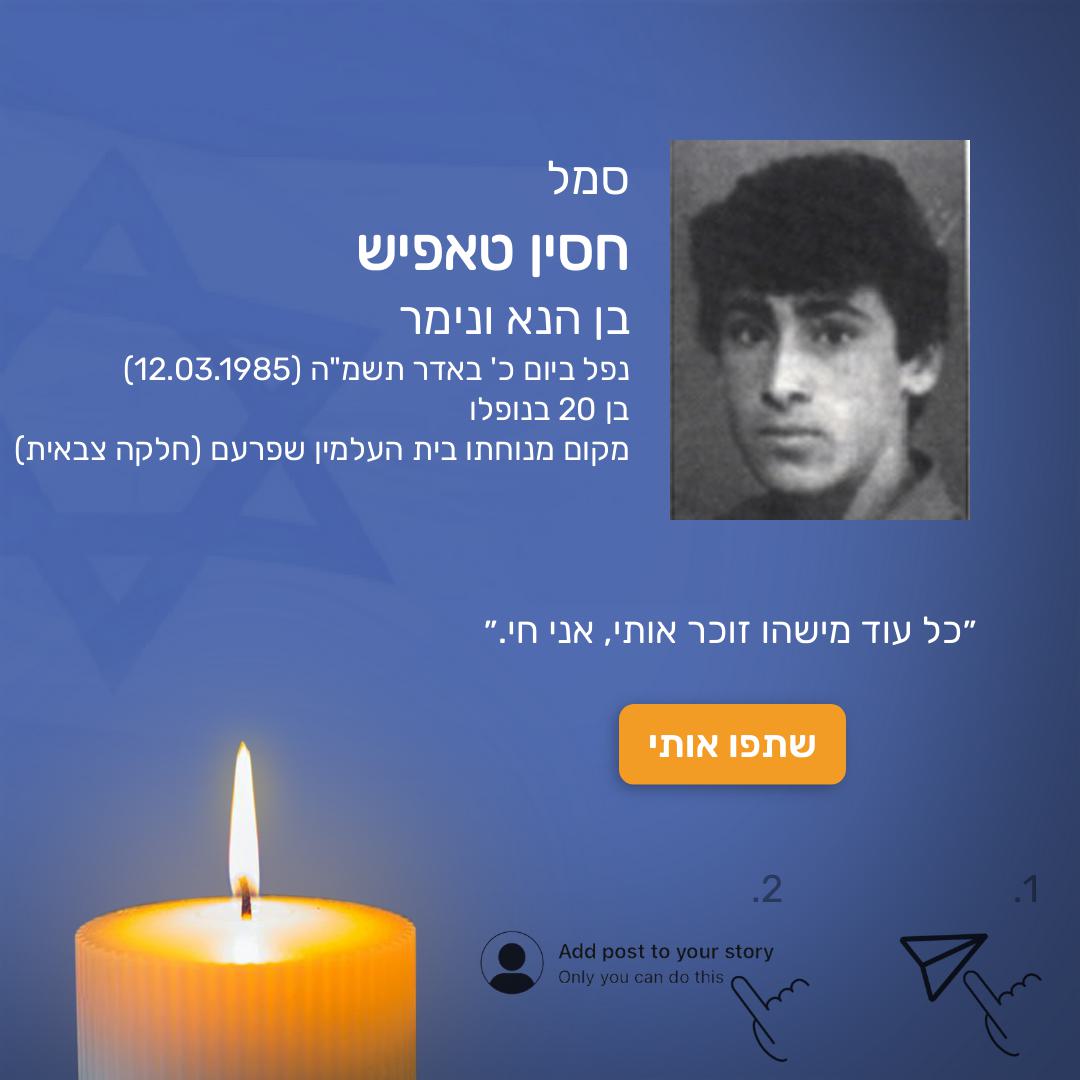 סמל
חסין טאפיש
בן הנא ונימר
נפל ביום כ' באדר תשמ"ה (12.03.1985)
בן 20 בנופלו
מקום מנוחתו בית העלמין שפרעם (חלקה צבאית)
״כל עוד מישהו זוכר אותי, אני חי.״
שתפו אותי
.1
.2
Add post to your story
Only you can do this